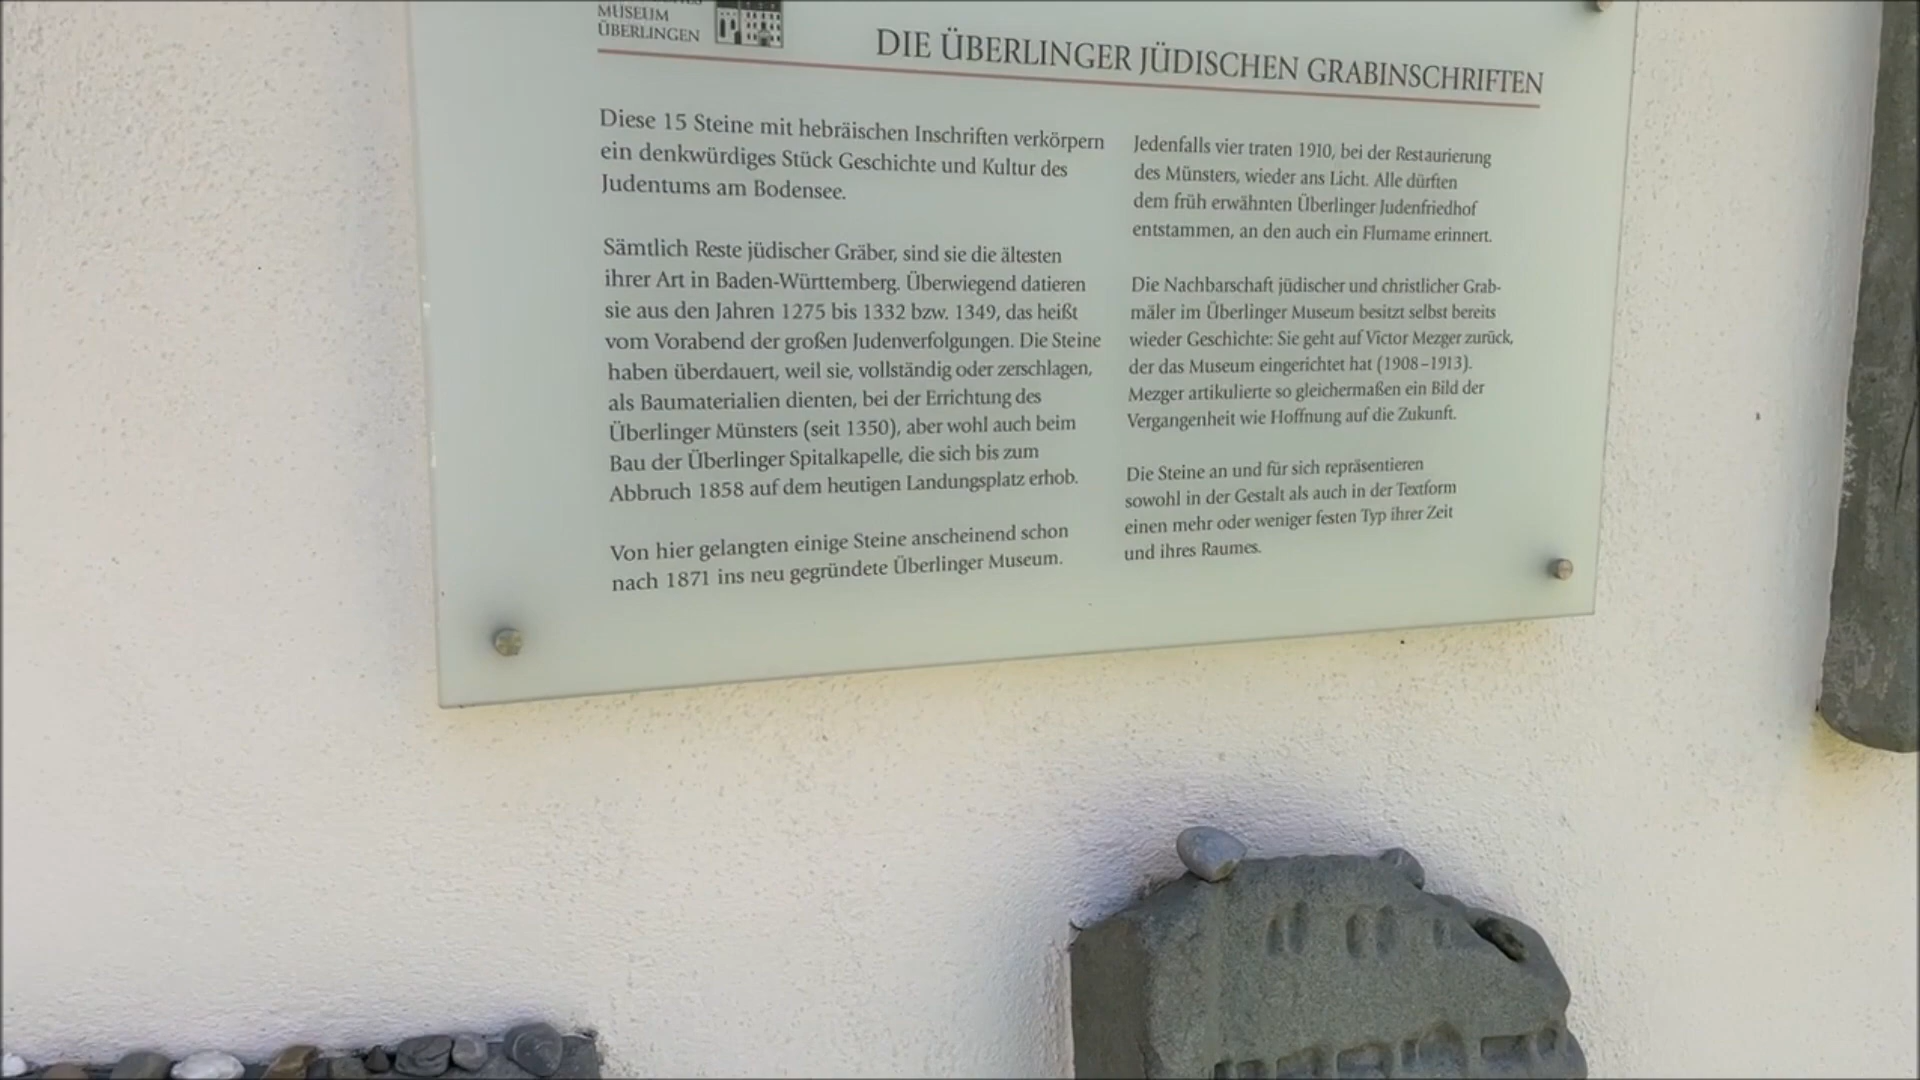 MUSEUM
ÜBERLINGEN
DIE ÜBERLINGER JÜDISCHEN GRABINSCHRIFTEN
Diese 15 Steine mit hebräischen Inschriften verkörpern
ein denkwürdiges Stück Geschichte und Kultur des
Judentums am Bodensee.
Sämtlich Reste jüdischer Gräber, sind sie die ältesten
ihrer Art in Baden-Württemberg. Überwiegend datieren
sie aus den Jahren 1275 bis 1332 bzw. 1349, das heißt
vom Vorabend der großen Judenverfolgungen. Die Steine
haben überdauert, weil sie, vollständig oder zerschlagen,
als Baumaterialien dienten, bei der Errichtung des
Überlinger Münsters (seit 1350), aber wohl auch beim
Bau der Überlinger Spitalkapelle, die sich bis zum
Abbruch 1858 auf dem heutigen Landungsplatz erhob.
Von hier gelangten einige Steine anscheinend schon
nach 1871 ins neu gegründete Überlinger Museum.
Jedenfalls vier traten 1910, bei der Restaurierung
des Münsters, wieder ans Licht. Alle dürften
dem früh erwähnten Überlinger Judenfriedhof
entstammen, an den auch ein Flurname erinnert.
Die Nachbarschaft jüdischer und christlicher Grab-
mäler im Überlinger Museum besitzt selbst bereits
wieder Geschichte: Sie geht auf Victor Mezger zurück,
der das Museum eingerichtet hat (1908–1913).
Mezger artikulierte so gleichermaßen ein Bild der
Vergangenheit wie Hoffnung auf die Zukunft.
Die Steine an und für sich repräsentieren
sowohl in der Gestalt als auch in der Textform
einen mehr oder weniger festen Typ ihrer Zeit
und ihres Raumes.